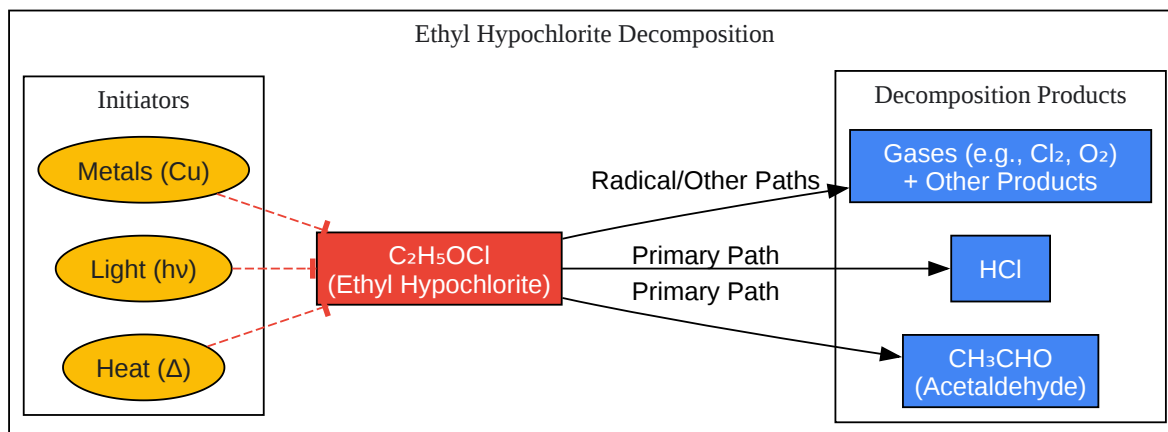 Ethyl Hypochlorite Decomposition
Initiators
Metals (Cu)
Light (hν)
Heat (Δ)
C₂H₅OCl
(Ethyl Hypochlorite)
Radical/Other Paths
Primary Path
Primary Path
Decomposition Products
Gases (e.g., Cl₂, O₂)
+ Other Products
HCl
CH₃CHO
(Acetaldehyde)